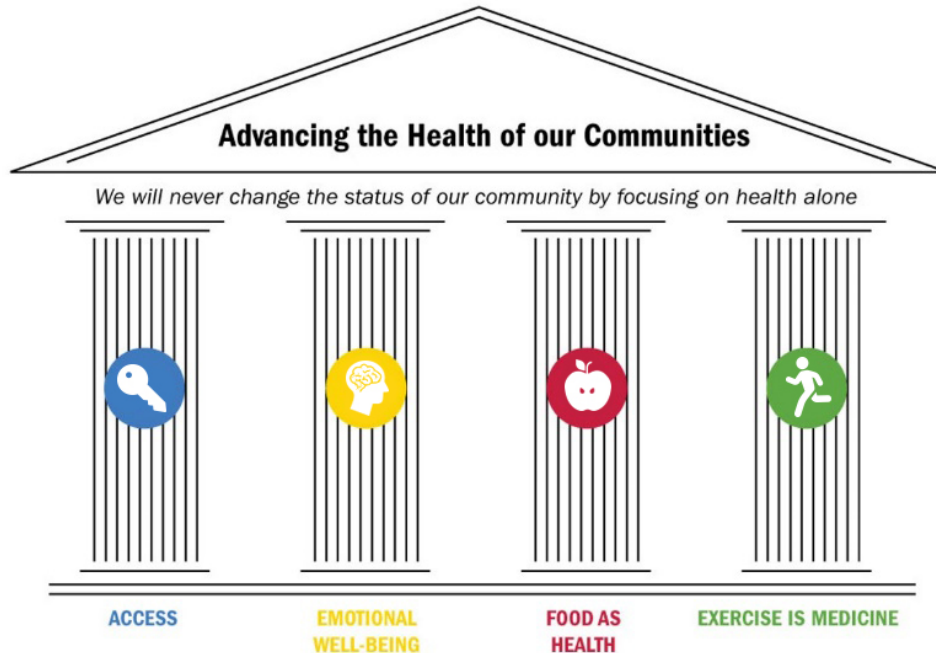 Advancing the Health of our Communities
We will never change the status of our community by focusing on health alone
ACCESS
EMOTIONAL
WELL-BEING
FOOD AS
HEALTH
EXERCISE IS MEDICINE